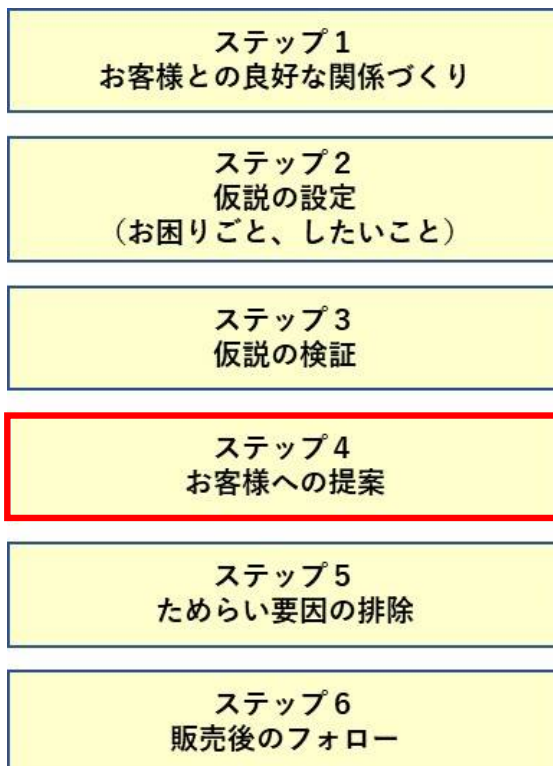 ステップ1
お客様との良好な関係づくり
ステップ2
仮説の設定
（お困りごと、したいこと）
ステップ3
仮説の検証
ステップ4
お客様への提案
ステップ5
ためらい要因の排除
ステップ6
販売後のフォロー